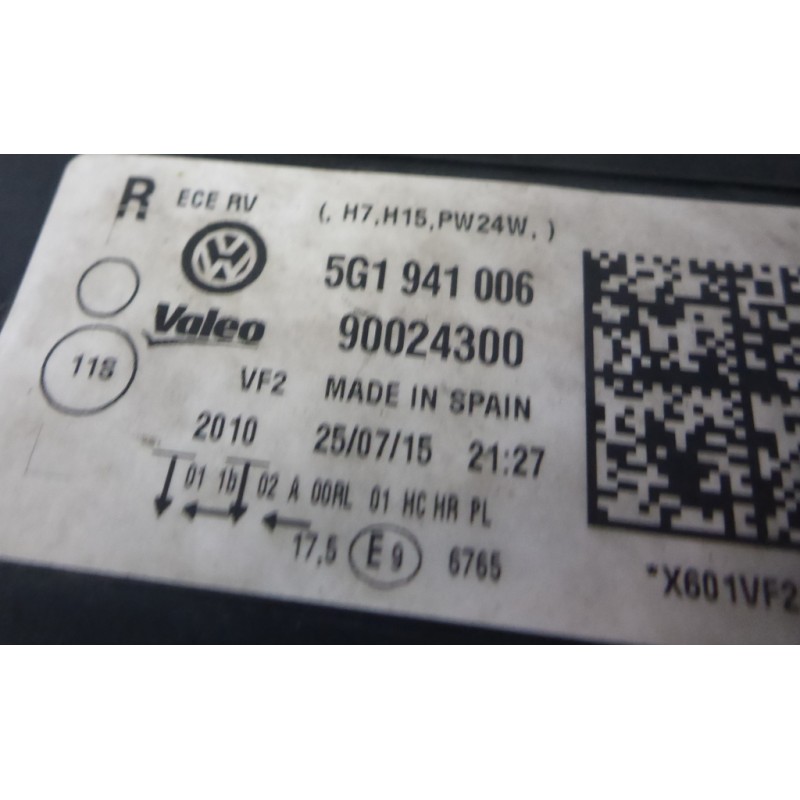 R ECE RV (, H7,H15,PW24W, )
5G1 941 006
Valeo 90024300
11S
VF2 MADE IN SPAIN
2010 25/07/15 21:27
01 1b 02 A 00RL 01 HC HR PL
17,5 E9 6765
*X601VF2